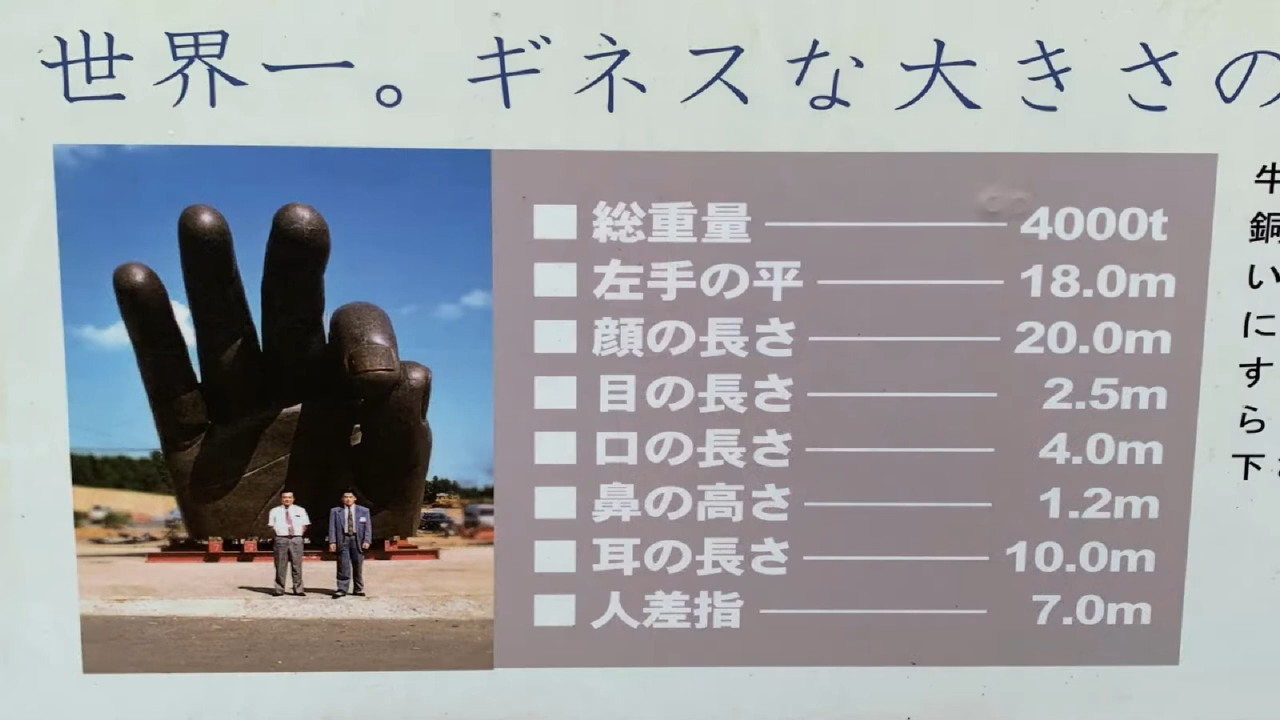 世界一。ギネスな大きさの
■総重量 4000t
■左手の平 18.0m
■顔の長さ 20.0m
■目の長さ 2.5m
■口の長さ 4.0m
■鼻の高さ 1.2m
■耳の長さ 10.0m
■人差指 7.0m
牛
銅
い
に
す
ら
下